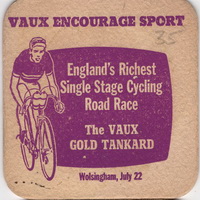 VAUX ENCOURAGE SPORT
35
England's Richest
Single Stage Cycling
Road Race
The VAUX
GOLD TANKARD
Wolsingham, July 22